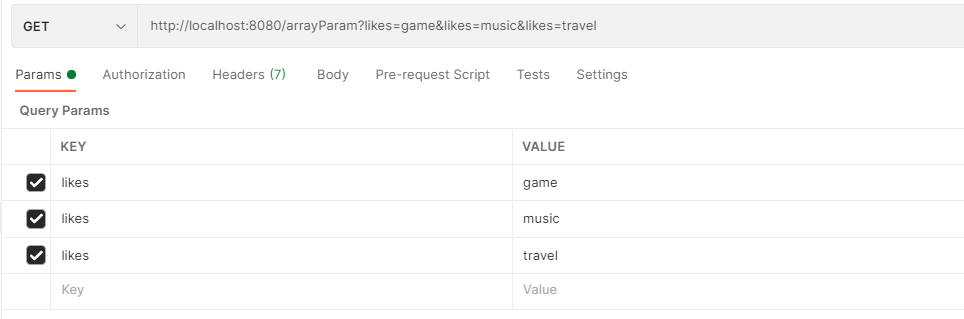 GET http://localhost:8080/arrayParam?likes=game&likes=music&likes=travel
Params Authorization Headers (7) Body Pre-request Script Tests Settings
Query Params
KEY VALUE
likes game
likes music
likes travel
Key Value